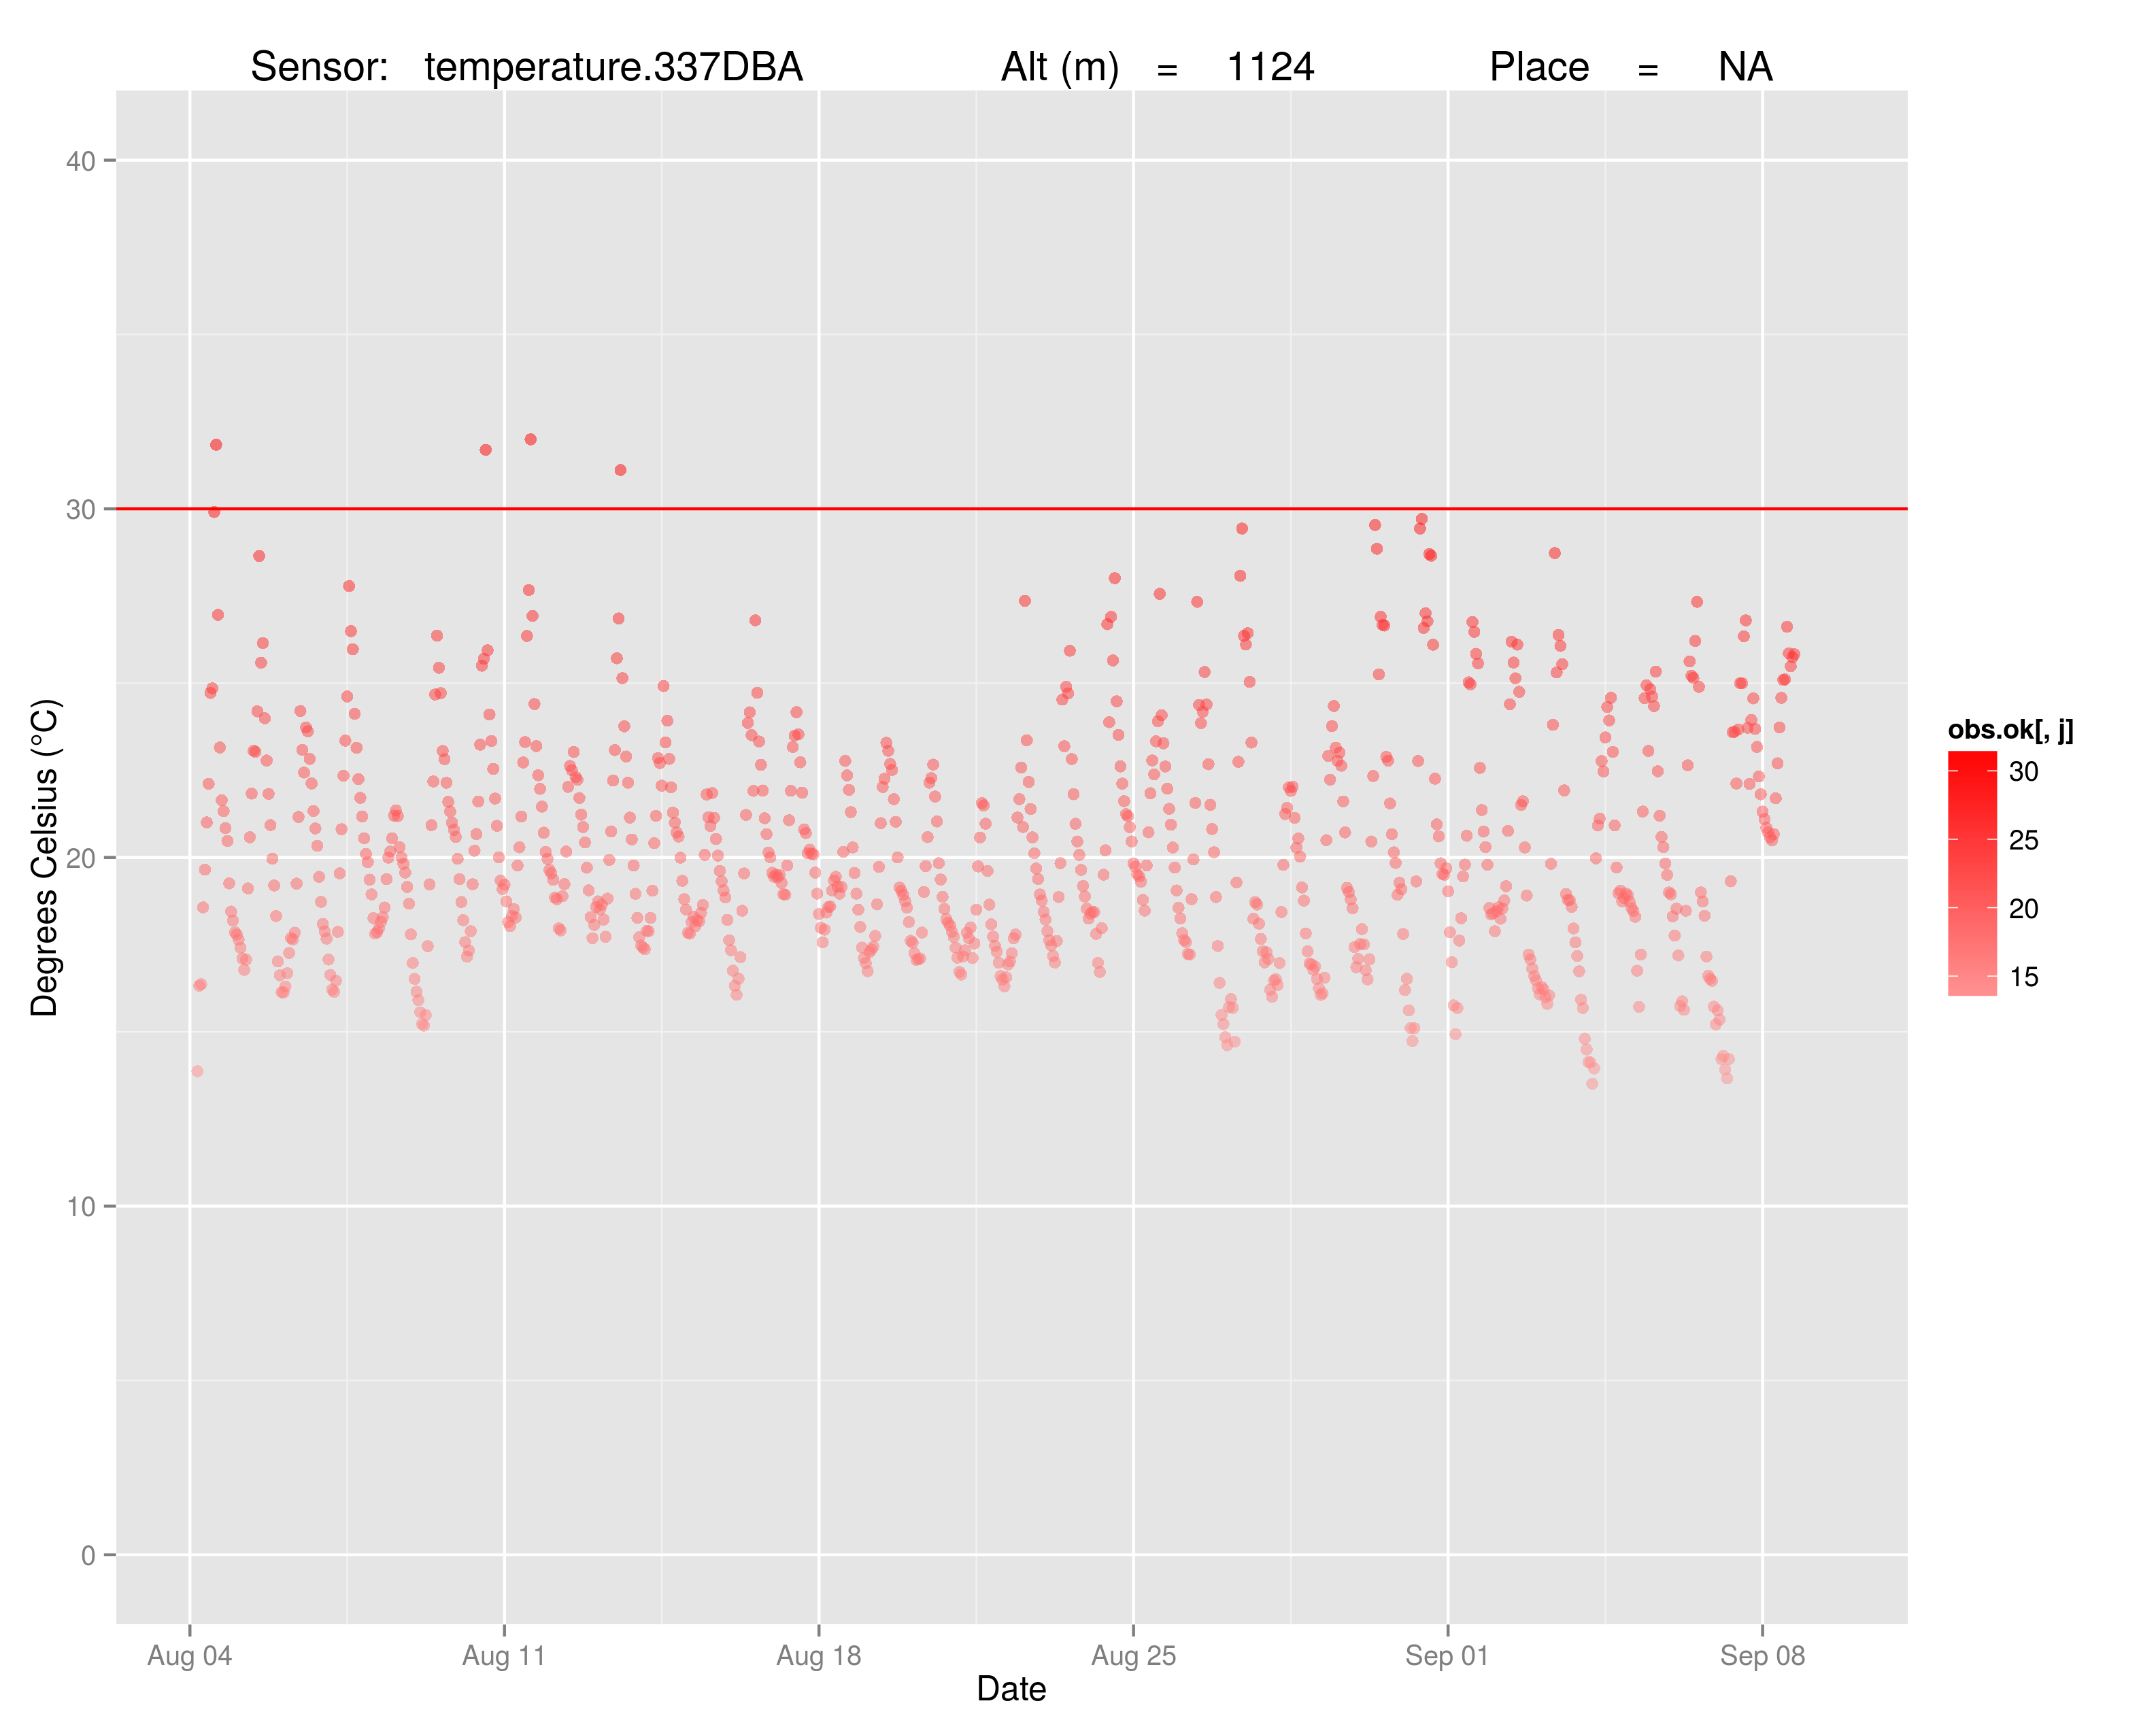 Sensor: temperature.337DBA Alt (m) = 1124 Place = NA
40
30
20
10
0
Degrees Celsius (°C)
Aug 04 Aug 11 Aug 18 Aug 25 Sep 01 Sep 08
Date
obs.ok[, j]
30
25
20
15